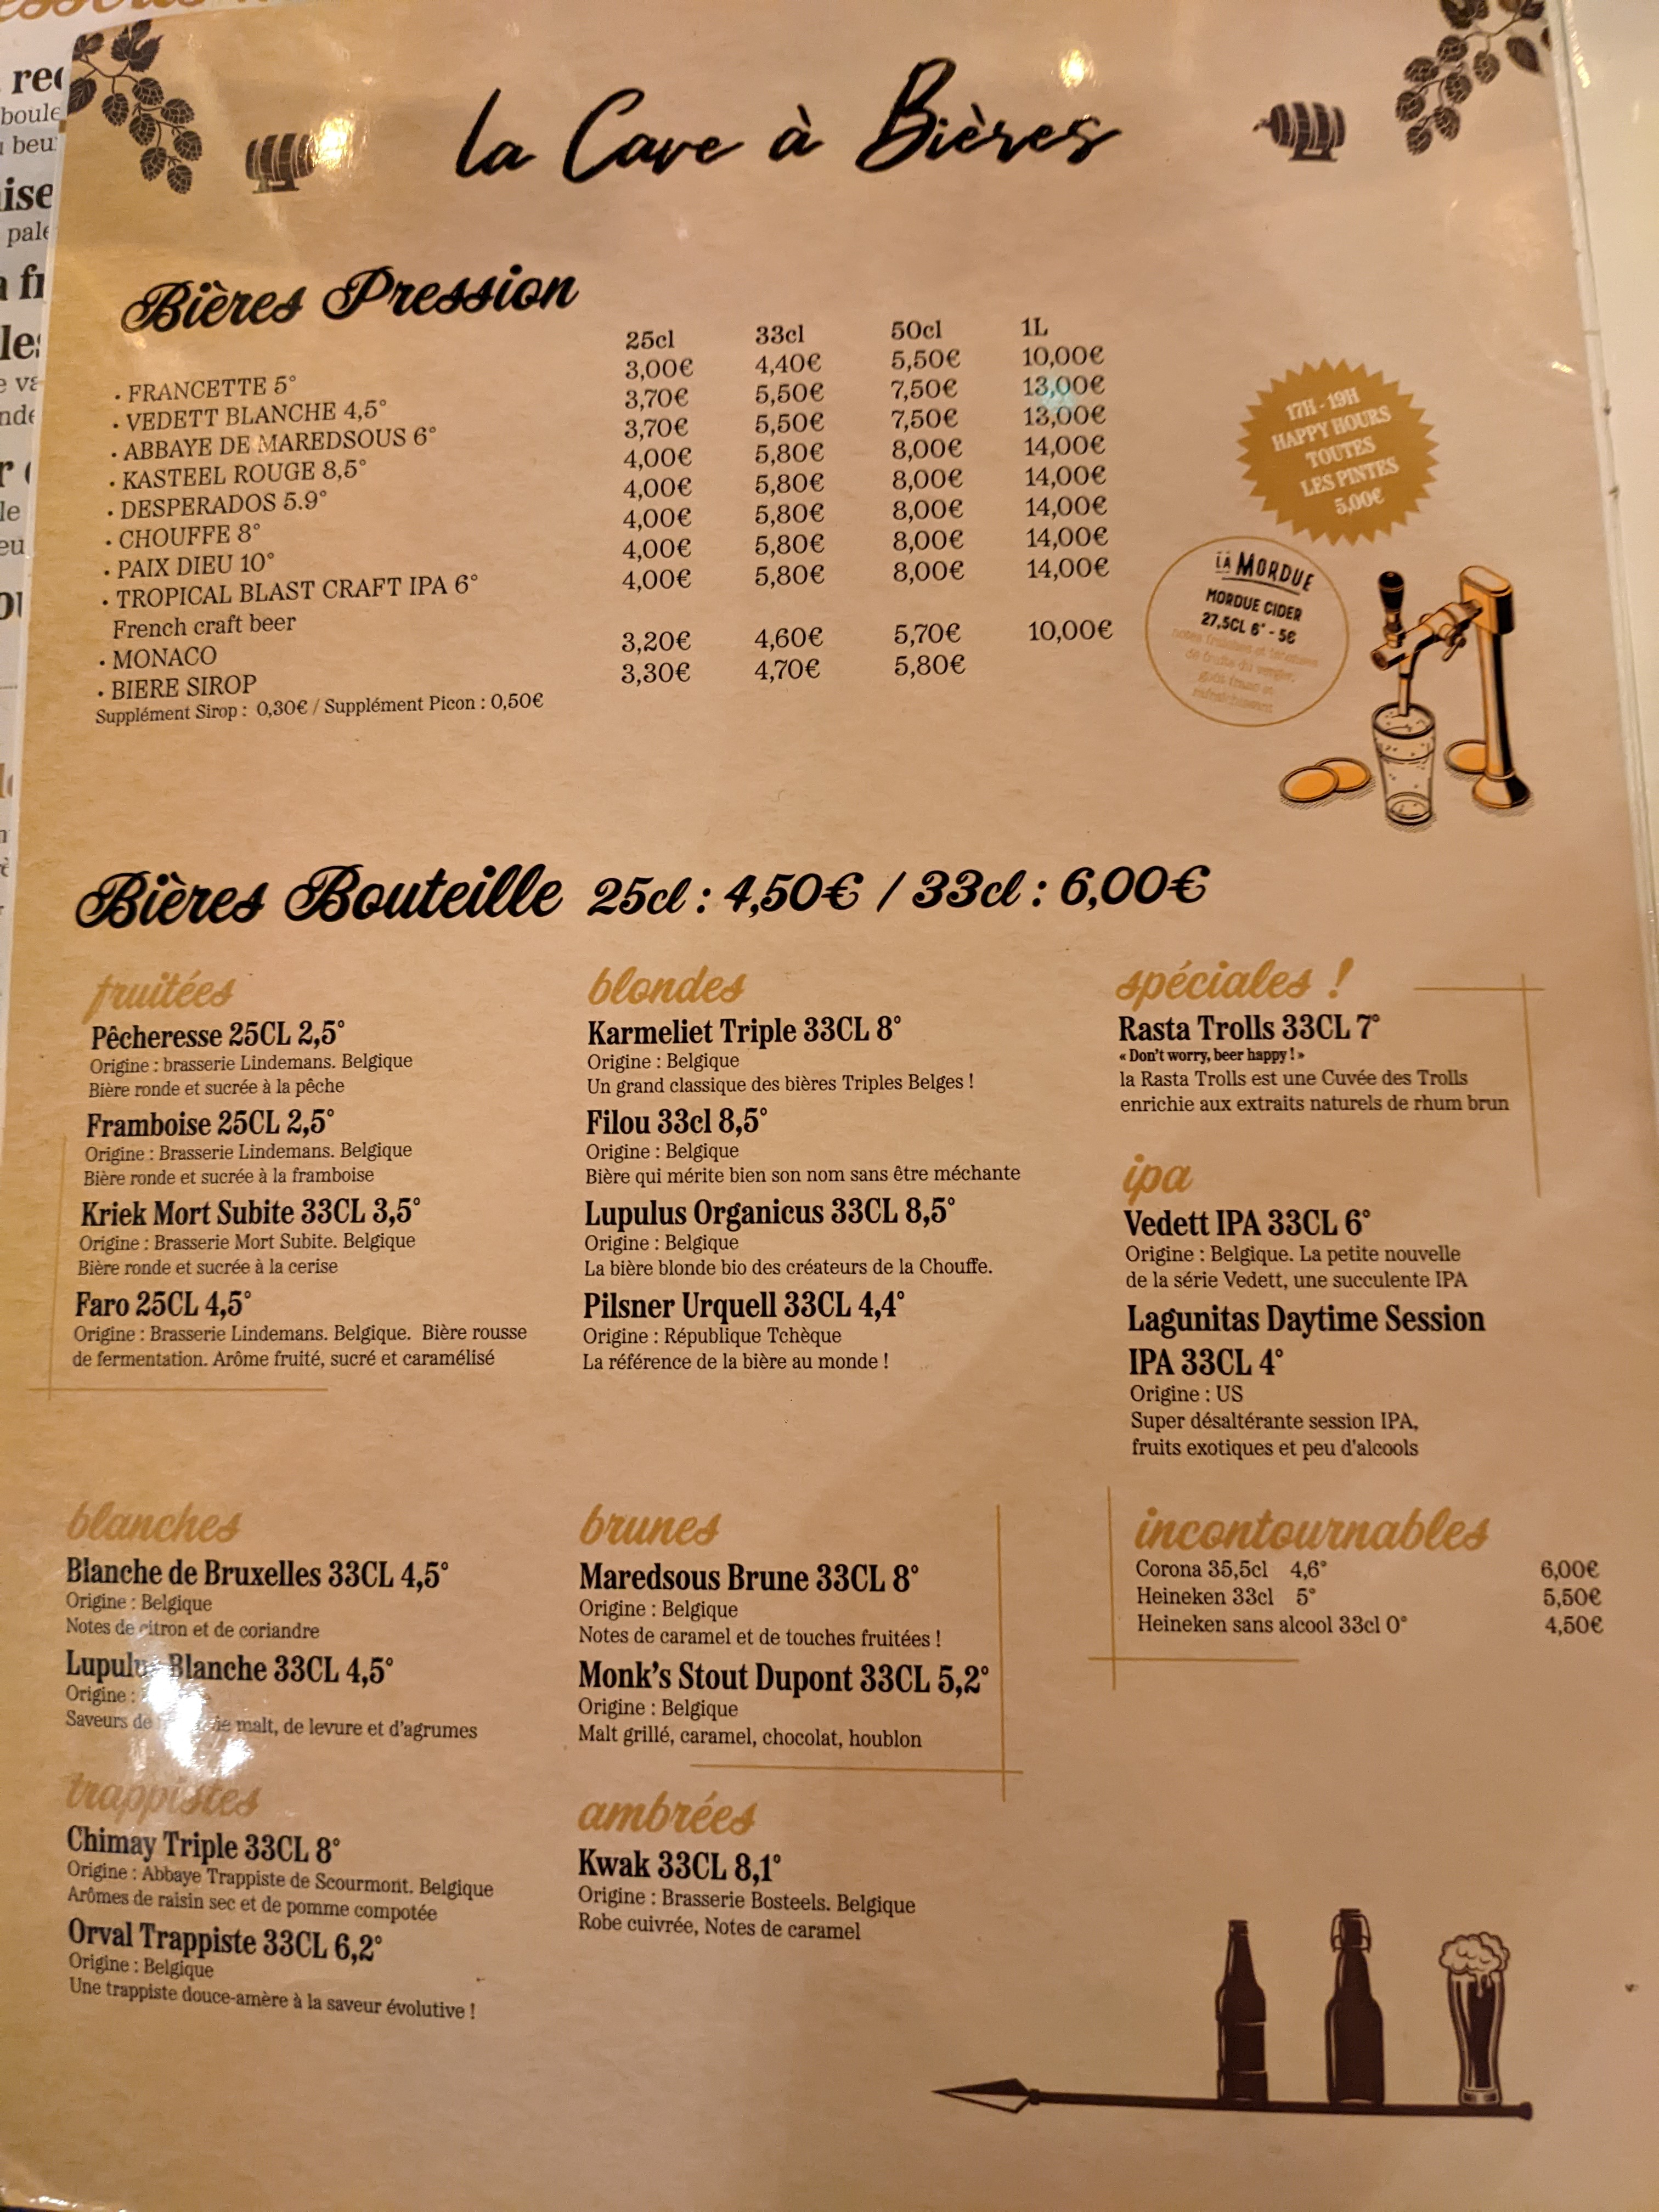 la Cave à Bières
Bières Pression
25cl 33cl 50cl 1L
· FRANCETTE 5° 3,00€ 4,40€ 5,50€ 10,00€
· VEDETT BLANCHE 4,5° 3,70€ 5,50€ 7,50€ 13,00€
· ABBAYE DE MAREDSOUS 6° 3,70€ 5,50€ 7,50€ 13,00€
· KASTEEL ROUGE 8,5° 4,00€ 5,80€ 8,00€ 14,00€
· DESPERADOS 5.9° 4,00€ 5,80€ 8,00€ 14,00€
· CHOUFFE 8° 4,00€ 5,80€ 8,00€ 14,00€
· PAIX DIEU 10° 4,00€ 5,80€ 8,00€ 14,00€
· TROPICAL BLAST CRAFT IPA 6° 4,00€ 5,80€ 8,00€ 14,00€
French craft beer
· MONACO 3,20€ 4,60€ 5,70€ 10,00€
· BIERE SIROP 3,30€ 4,70€ 5,80€
Supplément Sirop : 0,30€ / Supplément Picon : 0,50€
17H - 19H
HAPPY HOURS
TOUTES
LES PINTES
5,00€
LA MORDUE
MORDUE CIDER
27,5CL 6° - 5€
notes fraîches et intenses
de fruits du verger,
goût franc et
rafraîchissant
Bières Bouteille 25cl : 4,50€ / 33cl : 6,00€
fruitées
Pêcheresse 25CL 2,5°
Origine : brasserie Lindemans. Belgique
Bière ronde et sucrée à la pêche
Framboise 25CL 2,5°
Origine : Brasserie Lindemans. Belgique
Bière ronde et sucrée à la framboise
Kriek Mort Subite 33CL 3,5°
Origine : Brasserie Mort Subite. Belgique
Bière ronde et sucrée à la cerise
Faro 25CL 4,5°
Origine : Brasserie Lindemans. Belgique. Bière rousse
de fermentation. Arôme fruité, sucré et caramélisé
blondes
Karmeliet Triple 33CL 8°
Origine : Belgique
Un grand classique des bières Triples Belges !
Filou 33cl 8,5°
Origine : Belgique
Bière qui mérite bien son nom sans être méchante
Lupulus Organicus 33CL 8,5°
Origine : Belgique
La bière blonde bio des créateurs de la Chouffe.
Pilsner Urquell 33CL 4,4°
Origine : République Tchèque
La référence de la bière au monde !
spéciales !
Rasta Trolls 33CL 7°
« Don't worry, beer happy ! »
la Rasta Trolls est une Cuvée des Trolls
enrichie aux extraits naturels de rhum brun
ipa
Vedett IPA 33CL 6°
Origine : Belgique. La petite nouvelle
de la série Vedett, une succulente IPA
Lagunitas Daytime Session
IPA 33CL 4°
Origine : US
Super désaltérante session IPA,
fruits exotiques et peu d'alcools
blanches
Blanche de Bruxelles 33CL 4,5°
Origine : Belgique
Notes de citron et de coriandre
Lupulus Blanche 33CL 4,5°
Origine :
Saveurs de malt, de levure et d'agrumes
trappistes
Chimay Triple 33CL 8°
Origine : Abbaye Trappiste de Scourmont. Belgique
Arômes de raisin sec et de pomme compotée
Orval Trappiste 33CL 6,2°
Origine : Belgique
Une trappiste douce-amère à la saveur évolutive !
brunes
Maredsous Brune 33CL 8°
Origine : Belgique
Notes de caramel et de touches fruitées !
Monk's Stout Dupont 33CL 5,2°
Origine : Belgique
Malt grillé, caramel, chocolat, houblon
ambrées
Kwak 33CL 8,1°
Origine : Brasserie Bosteels. Belgique
Robe cuivrée, Notes de caramel
incontournables
Corona 35,5cl 4,6° 6,00€
Heineken 33cl 5° 5,50€
Heineken sans alcool 33cl 0° 4,50€